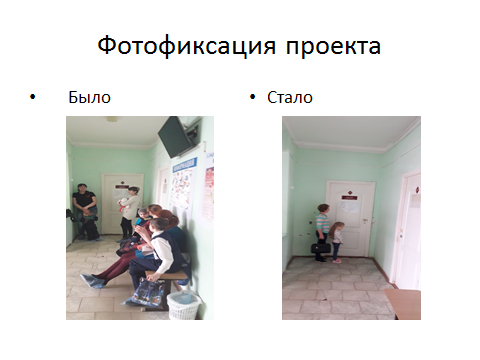 Фотофиксация проекта
• Было
• Стало